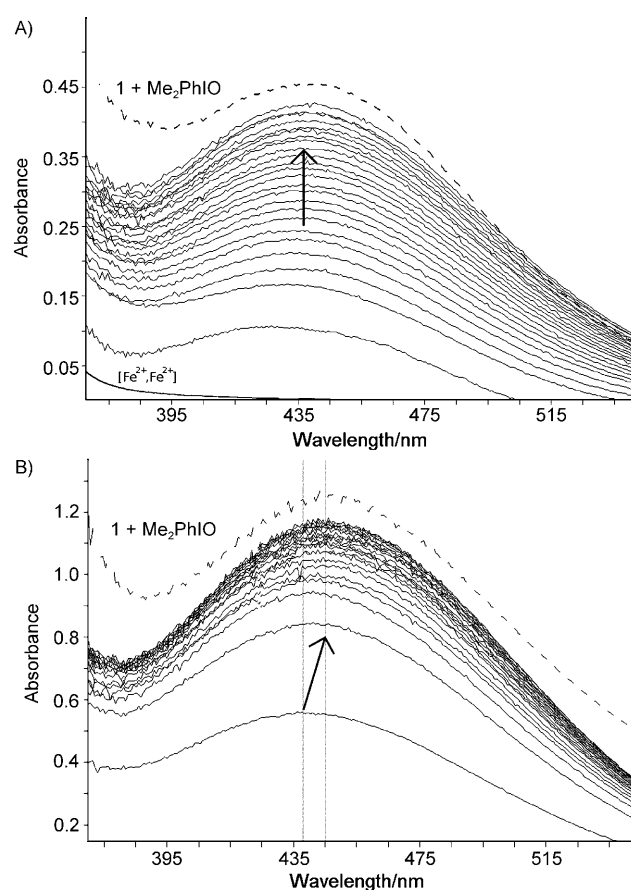 A)
1 + Me₂PhIO
0.45
0.35
0.25
0.15
0.05
Absorbance
[Fe²⁺,Fe²⁺]
395
435
475
515
Wavelength/nm
B)
1 + Me₂PhIO
1.2
1.0
0.8
0.6
0.4
0.2
Absorbance
395
435
475
515
Wavelength/nm